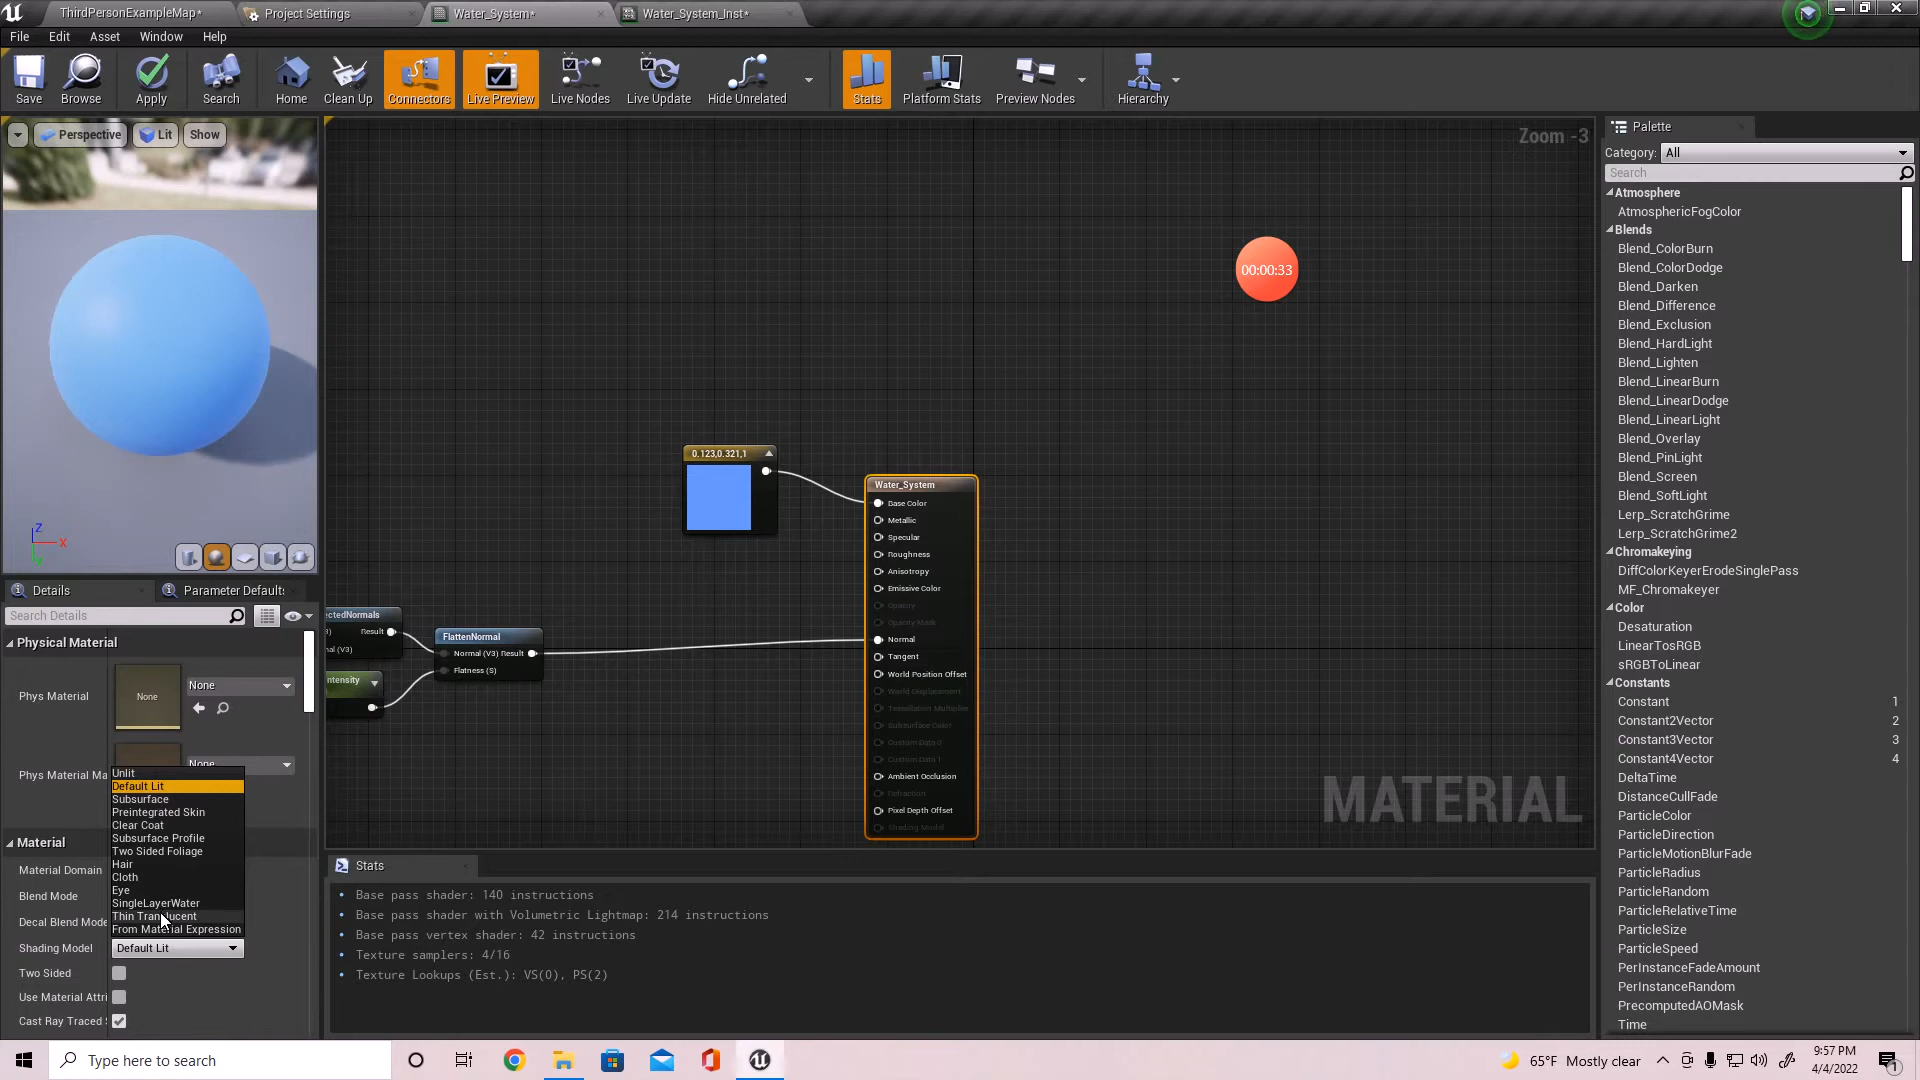 ThirdPersonExampleMap*
Project Settings
Water_System*
Water_System_Inst*
File Edit Asset Window Help
Save Browse Apply Search Home Clean Up Connectors Live Preview Live Nodes Live Update Hide Unrelated Stats Platform Stats Preview Nodes Hierarchy
Perspective Lit Show
Zoom -3
00:00:33
0.123,0.321,1
Water_System
Base Color
Metallic
Specular
Roughness
Anisotropy
Emissive Color
Opacity
Opacity Mask
Normal
Tangent
World Position Offset
World Displacement
Tessellation Multiplier
Subsurface Color
Custom Data 0
Custom Data 1
Ambient Occlusion
Refraction
Pixel Depth Offset
Shading Model
ectedNormals
Result
nal (V3)
ntensity
FlattenNormal
Normal (V3) Result
Flatness (S)
MATERIAL
Z
X
Y
Details
Parameter Defaults
Search Details
Physical Material
Phys Material
None
None
Phys Material Ma
None
Unlit
Default Lit
Subsurface
Preintegrated Skin
Clear Coat
Subsurface Profile
Two Sided Foliage
Hair
Cloth
Eye
SingleLayerWater
Thin Translucent
From Material Expression
Material
Material Domain
Blend Mode
Decal Blend Mode
Shading Model
Default Lit
Two Sided
Use Material Attri
Cast Ray Traced S
Stats
• Base pass shader: 140 instructions
• Base pass shader with Volumetric Lightmap: 214 instructions
• Base pass vertex shader: 42 instructions
• Texture samplers: 4/16
• Texture Lookups (Est.): VS(0), PS(2)
Palette
Category: All
Search
Atmosphere
AtmosphericFogColor
Blends
Blend_ColorBurn
Blend_ColorDodge
Blend_Darken
Blend_Difference
Blend_Exclusion
Blend_HardLight
Blend_Lighten
Blend_LinearBurn
Blend_LinearDodge
Blend_LinearLight
Blend_Overlay
Blend_PinLight
Blend_Screen
Blend_SoftLight
Lerp_ScratchGrime
Lerp_ScratchGrime2
Chromakeying
DiffColorKeyerErodeSinglePass
MF_Chromakeyer
Color
Desaturation
LinearTosRGB
sRGBToLinear
Constants
Constant 1
Constant2Vector 2
Constant3Vector 3
Constant4Vector 4
DeltaTime
DistanceCullFade
ParticleColor
ParticleDirection
ParticleMotionBlurFade
ParticleRadius
ParticleRandom
ParticleRelativeTime
ParticleSize
ParticleSpeed
PerInstanceFadeAmount
PerInstanceRandom
PrecomputedAOMask
Time
Type here to search
65°F Mostly clear
9:57 PM
4/4/2022
1